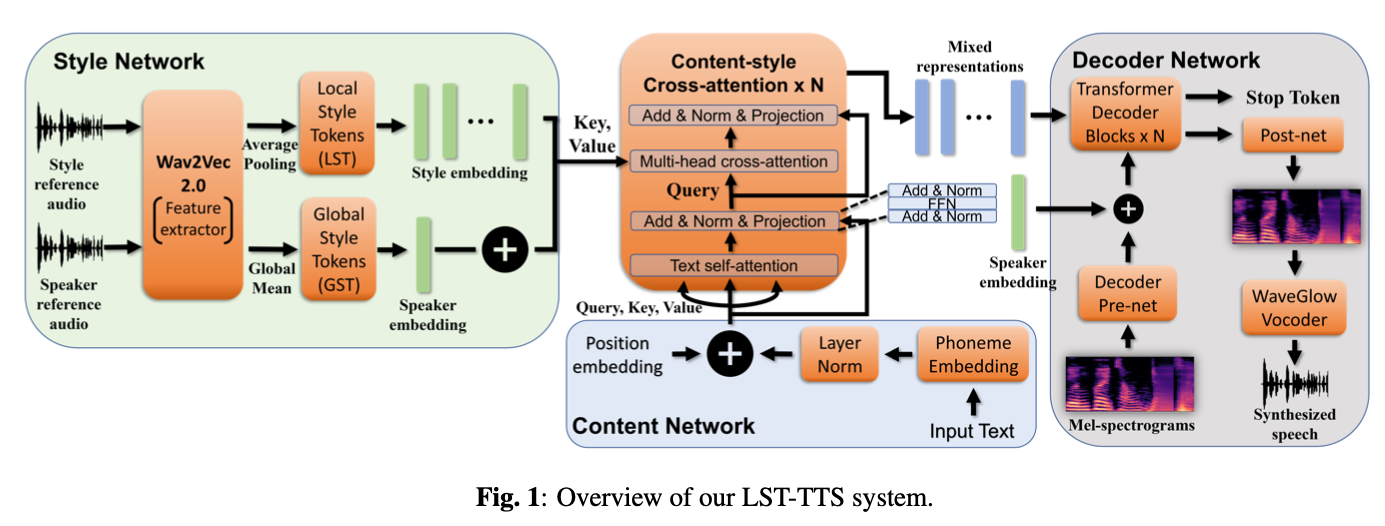 Style Network
Style
reference
audio
Speaker
reference
audio
Wav2Vec
2.0
Feature
extractor
Average
Pooling
Global
Mean
Local
Style
Tokens
(LST)
Global
Style
Tokens
(GST)
...
Style embedding
Speaker
embedding
+
Key,
Value
Content-style
Cross-attention x N
Add & Norm & Projection
Multi-head cross-attention
Query
Add & Norm & Projection
Text self-attention
Query, Key, Value
Add & Norm
FFN
Add & Norm
Mixed
representations
...
Speaker
embedding
Position
embedding
+
Layer
Norm
Phoneme
Embedding
Content Network
Input Text
Decoder Network
Transformer
Decoder
Blocks x N
Stop Token
Post-net
+
Decoder
Pre-net
Mel-spectrograms
WaveGlow
Vocoder
Synthesized
speech
Fig. 1: Overview of our LST-TTS system.